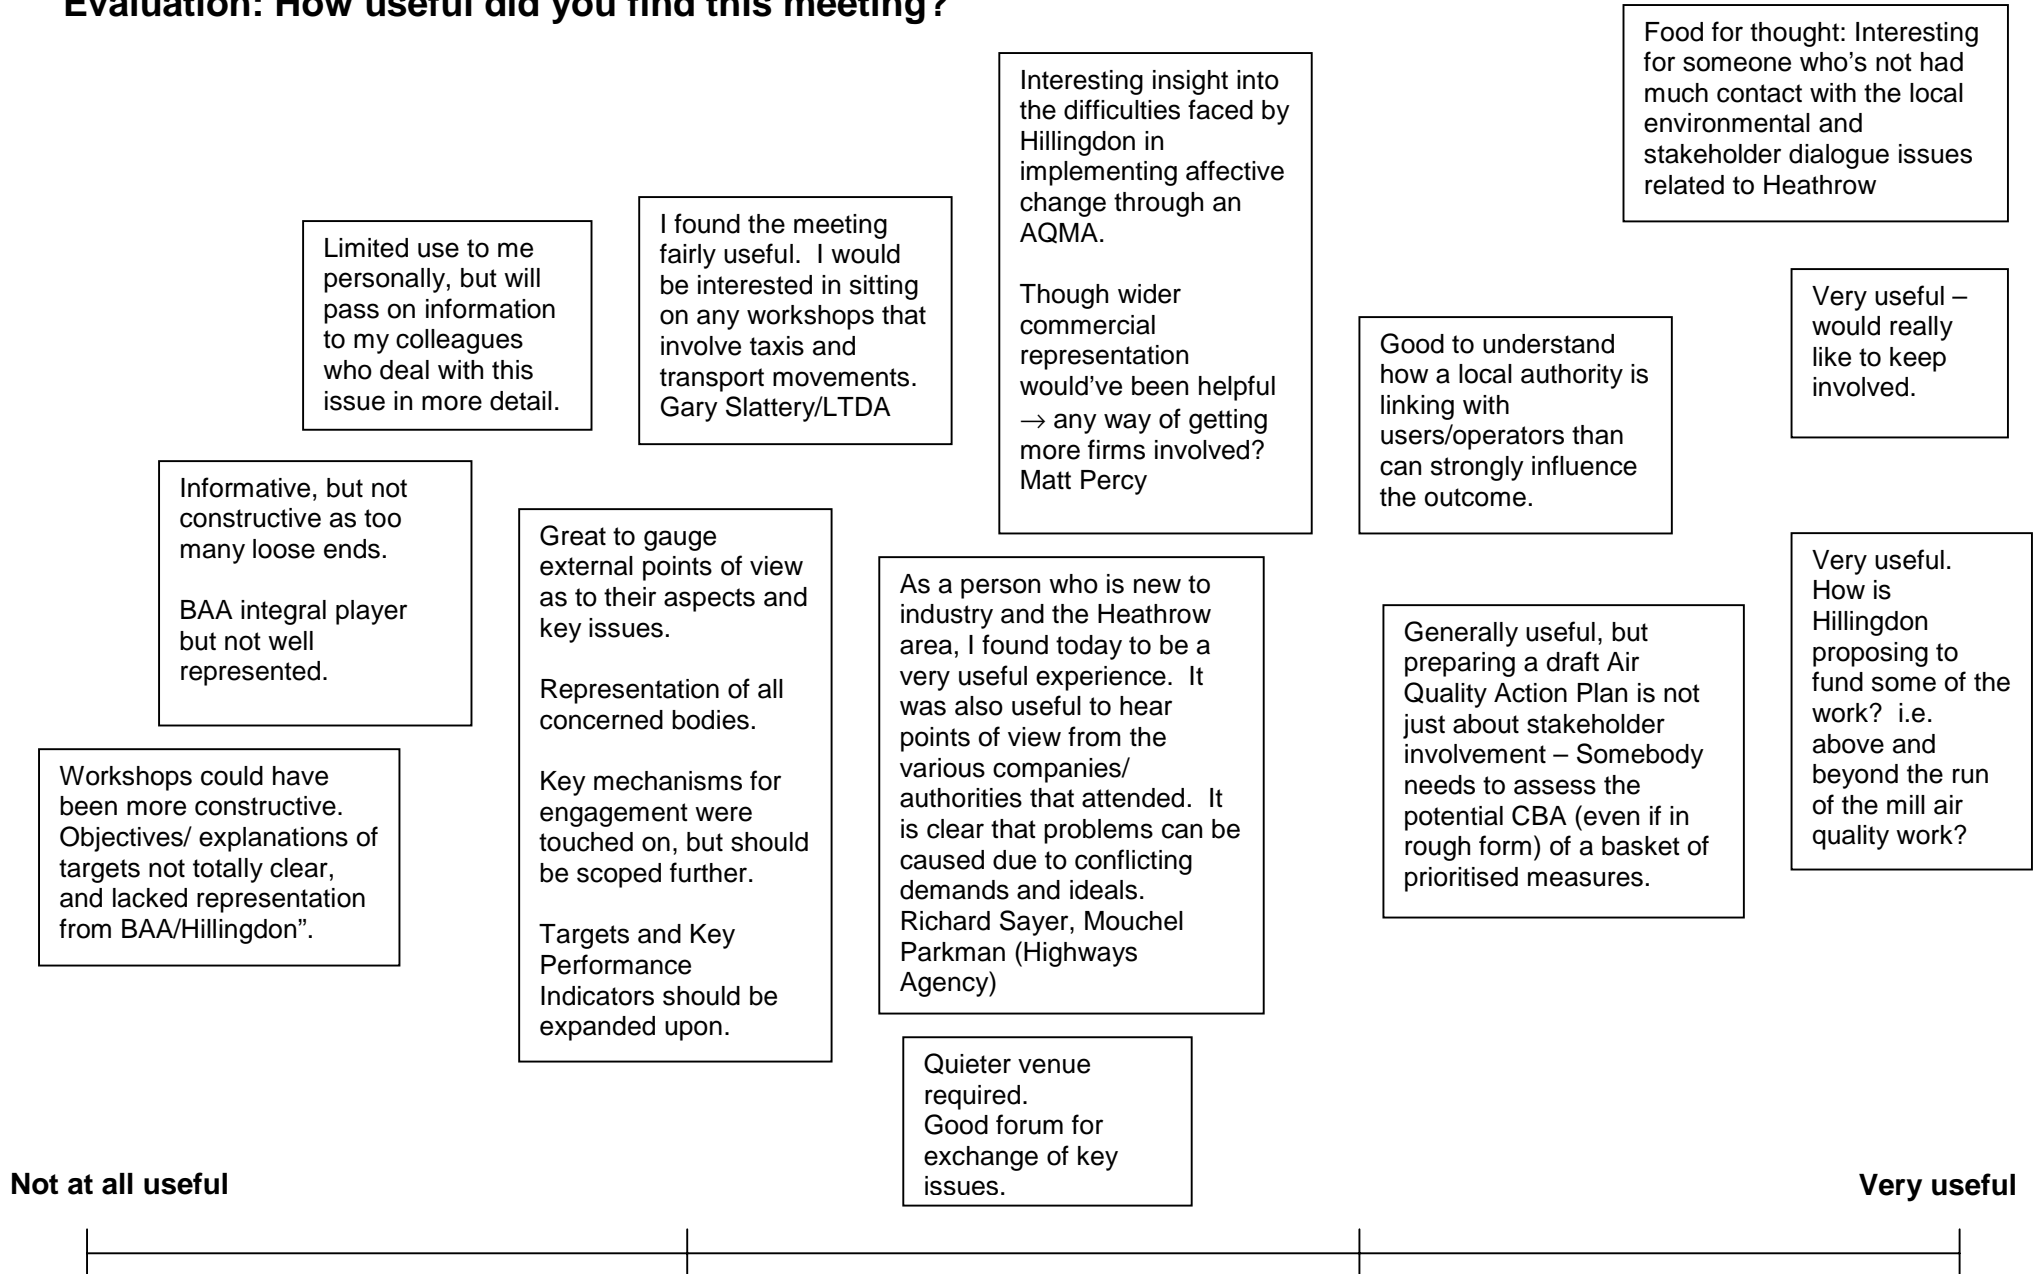 Evaluation: How useful did you find this meeting?
Food for thought: Interesting
for someone who's not had
much contact with the local
environmental and
stakeholder dialogue issues
related to Heathrow
Interesting insight into
the difficulties faced by
Hillingdon in
implementing affective
change through an
AQMA.
Though wider
commercial
representation
would've been helpful
→ any way of getting
more firms involved?
Matt Percy
I found the meeting
fairly useful.  I would
be interested in sitting
on any workshops that
involve taxis and
transport movements.
Gary Slattery/LTDA
Limited use to me
personally, but will
pass on information
to my colleagues
who deal with this
issue in more detail.
Very useful –
would really
like to keep
involved.
Good to understand
how a local authority is
linking with
users/operators than
can strongly influence
the outcome.
Informative, but not
constructive as too
many loose ends.
BAA integral player
but not well
represented.
Great to gauge
external points of view
as to their aspects and
key issues.
Representation of all
concerned bodies.
Key mechanisms for
engagement were
touched on, but should
be scoped further.
Targets and Key
Performance
Indicators should be
expanded upon.
As a person who is new to
industry and the Heathrow
area, I found today to be a
very useful experience.  It
was also useful to hear
points of view from the
various companies/
authorities that attended.  It
is clear that problems can be
caused due to conflicting
demands and ideals.
Richard Sayer, Mouchel
Parkman (Highways
Agency)
Very useful.
How is
Hillingdon
proposing to
fund some of the
work?  i.e.
above and
beyond the run
of the mill air
quality work?
Generally useful, but
preparing a draft Air
Quality Action Plan is not
just about stakeholder
involvement – Somebody
needs to assess the
potential CBA (even if in
rough form) of a basket of
prioritised measures.
Workshops could have
been more constructive.
Objectives/ explanations of
targets not totally clear,
and lacked representation
from BAA/Hillingdon”.
Quieter venue
required.
Good forum for
exchange of key
issues.
Not at all useful
Very useful